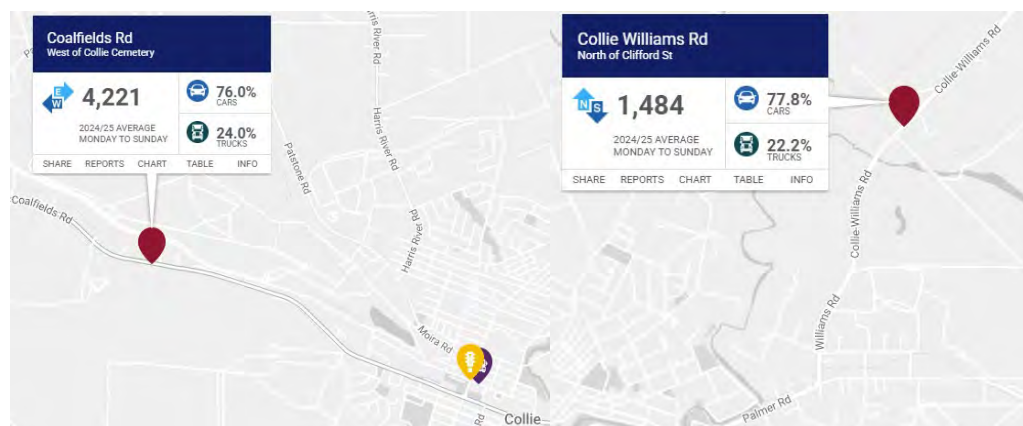 Coalfields Rd
West of Collie Cemetery
E
W
4,221
76.0%
CARS
2024/25 AVERAGE
MONDAY TO SUNDAY
24.0%
TRUCKS
SHARE REPORTS CHART TABLE INFO
Harris River Rd
Patstone Rd
Coalfields Rd
Harris River Rd
Moira Rd
Collie
Rd
Collie Williams Rd
North of Clifford St
N
S
1,484
77.8%
CARS
2024/25 AVERAGE
MONDAY TO SUNDAY
22.2%
TRUCKS
SHARE REPORTS CHART TABLE INFO
Collie-Williams Rd
Collie-Williams Rd
Williams Rd
Palmer Rd